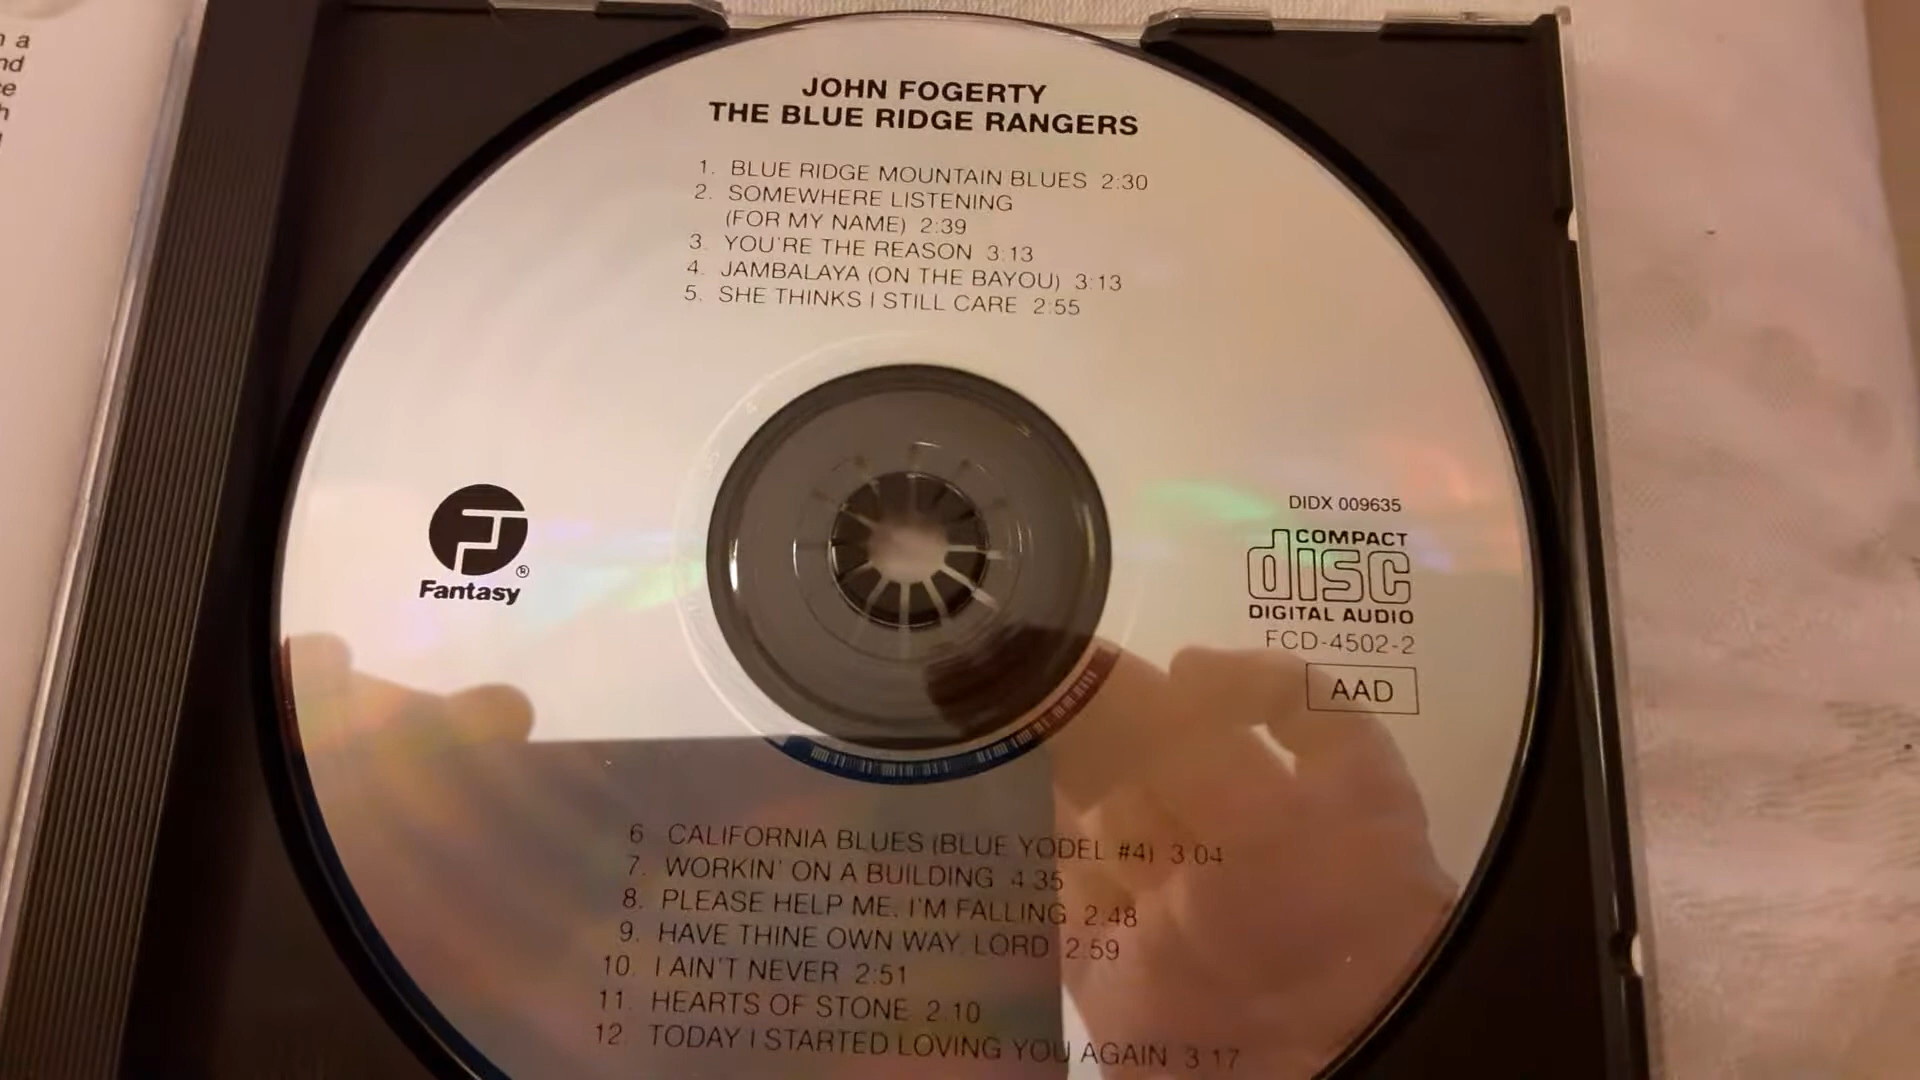 n a
nd
ce
h
JOHN FOGERTY
THE BLUE RIDGE RANGERS
1. BLUE RIDGE MOUNTAIN BLUES 2:30
2. SOMEWHERE LISTENING
(FOR MY NAME) 2:39
3. YOU'RE THE REASON 3:13
4. JAMBALAYA (ON THE BAYOU) 3:13
5. SHE THINKS I STILL CARE 2:55
Fantasy®
DIDX 009635
COMPACT
disc
DIGITAL AUDIO
FCD-4502-2
AAD
6. CALIFORNIA BLUES (BLUE YODEL #4) 3:04
7. WORKIN' ON A BUILDING 4:35
8. PLEASE HELP ME, I'M FALLING 2:48
9. HAVE THINE OWN WAY, LORD 2:59
10. I AIN'T NEVER 2:51
11. HEARTS OF STONE 2:10
12. TODAY I STARTED LOVING YOU AGAIN 3:17